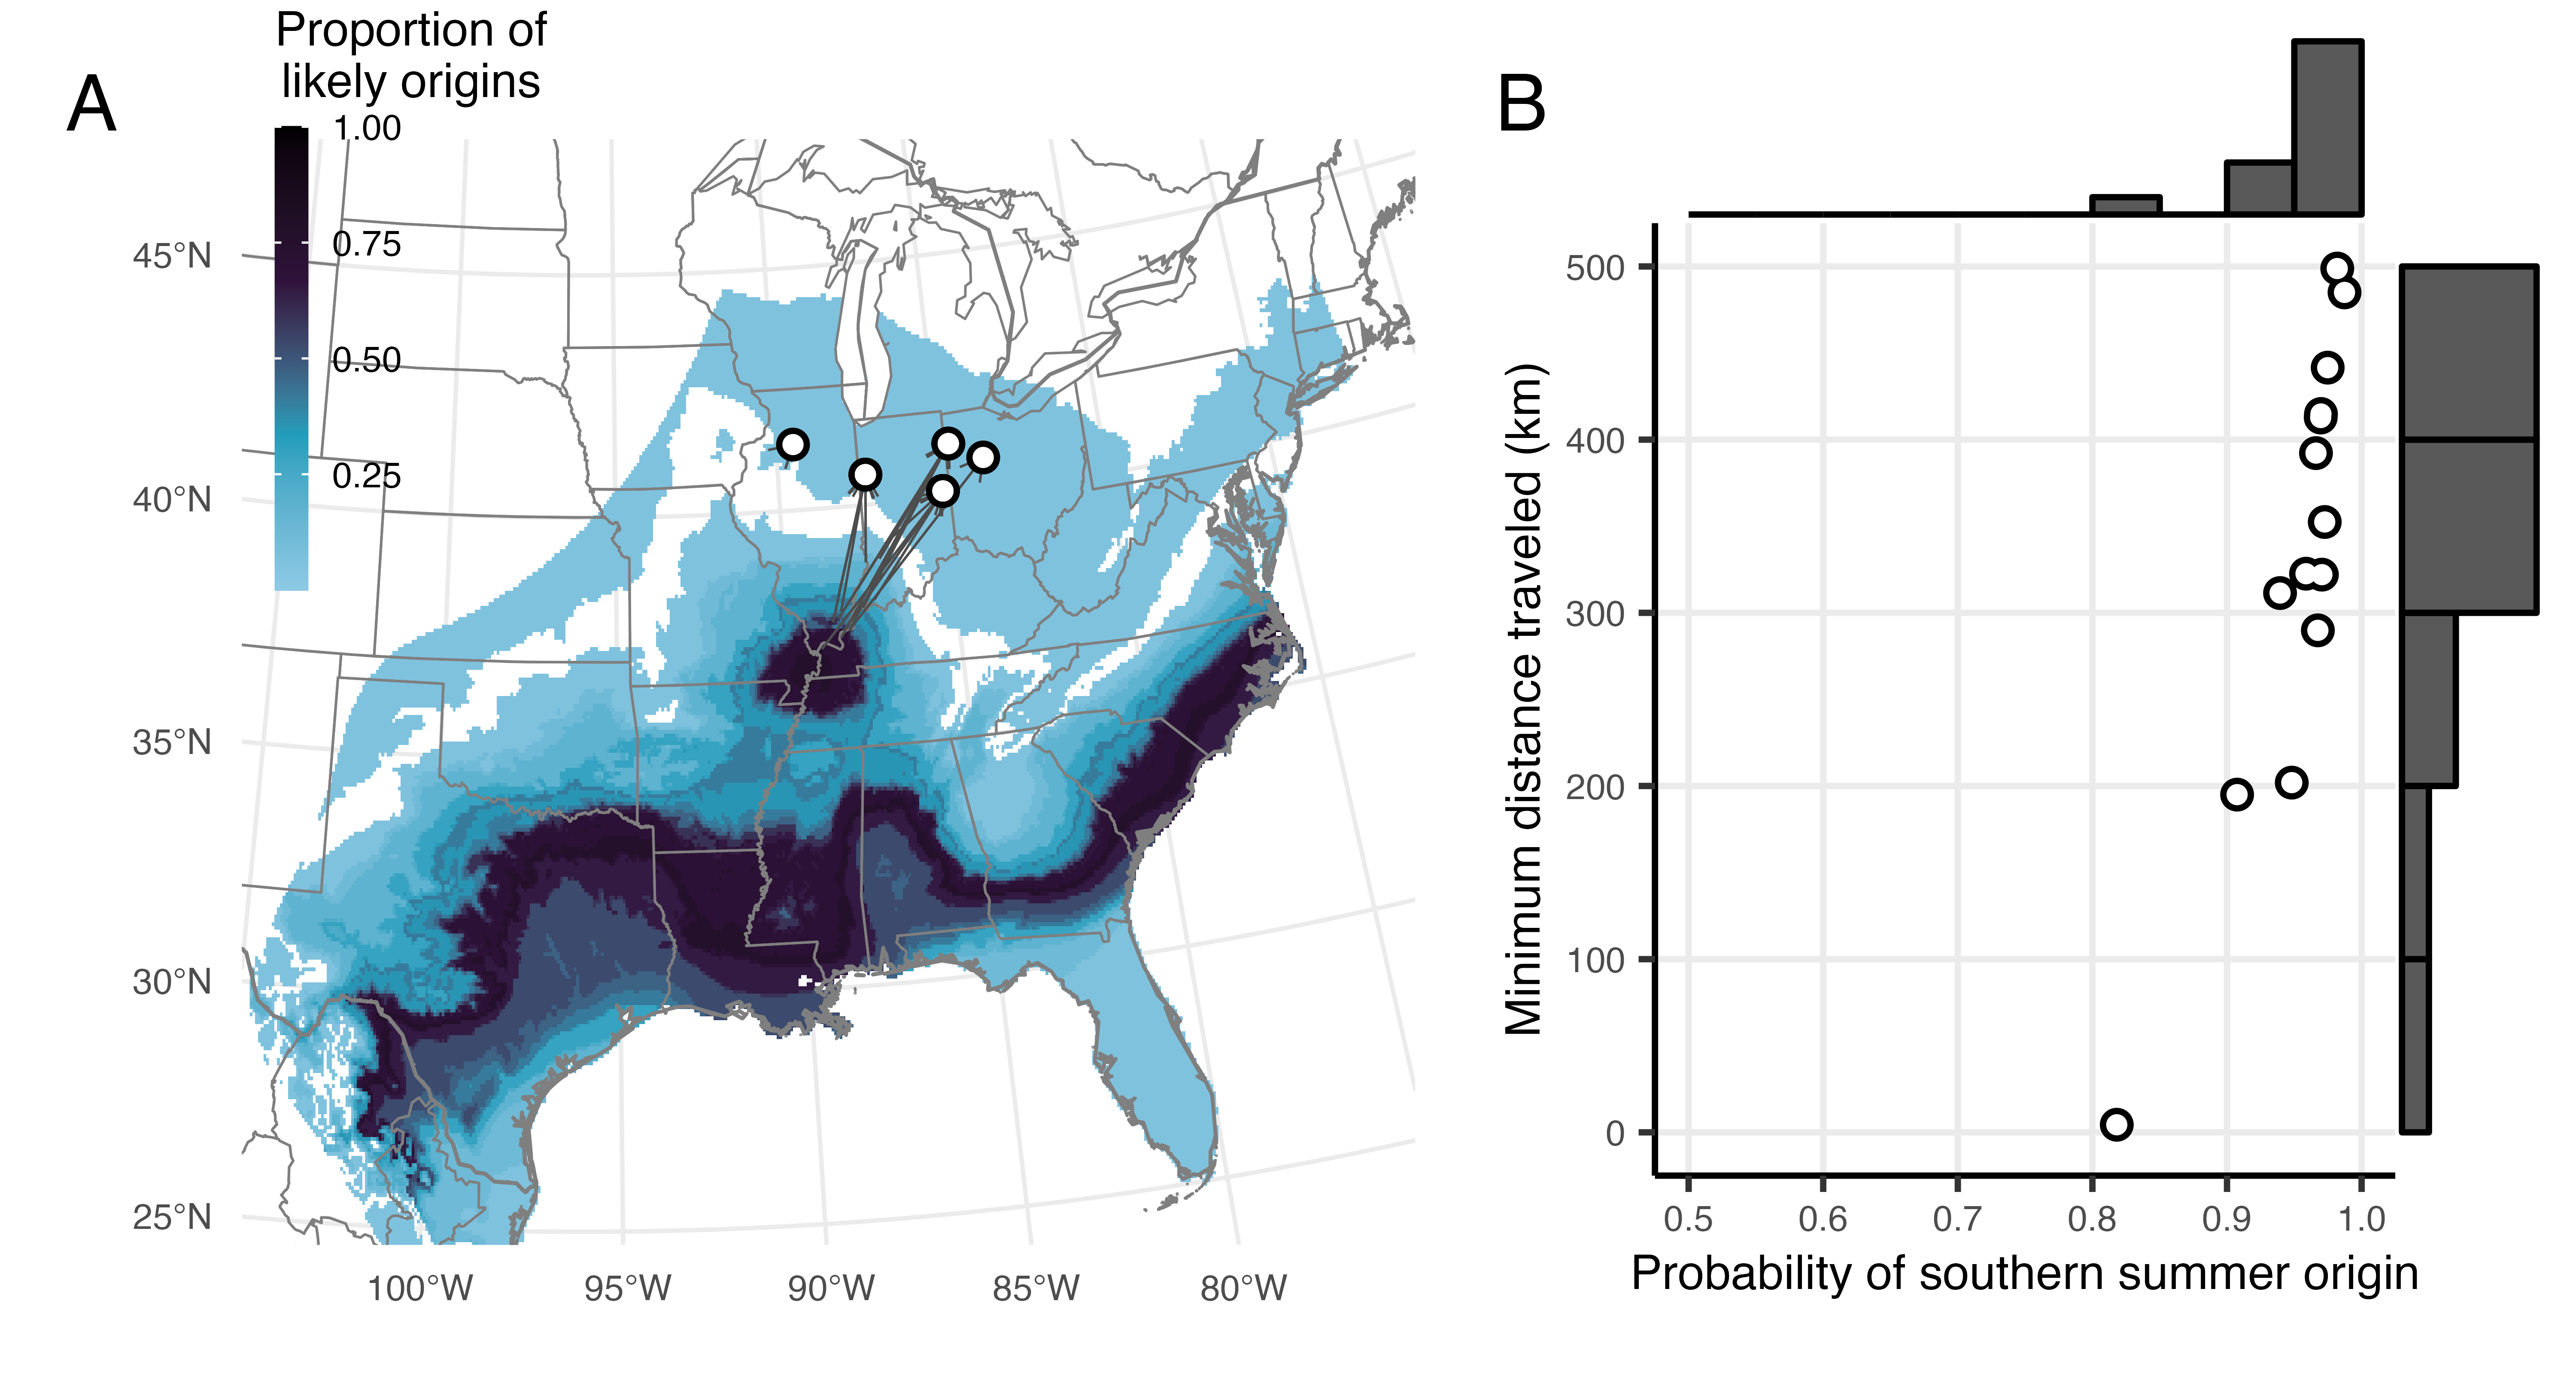 A
Proportion of
likely origins
1.00
0.75
0.50
0.25
45°N
40°N
35°N
30°N
25°N
100°W
95°W
90°W
85°W
80°W
B
Minimum distance traveled (km)
500
400
300
200
100
0
0.5
0.6
0.7
0.8
0.9
1.0
Probability of southern summer origin